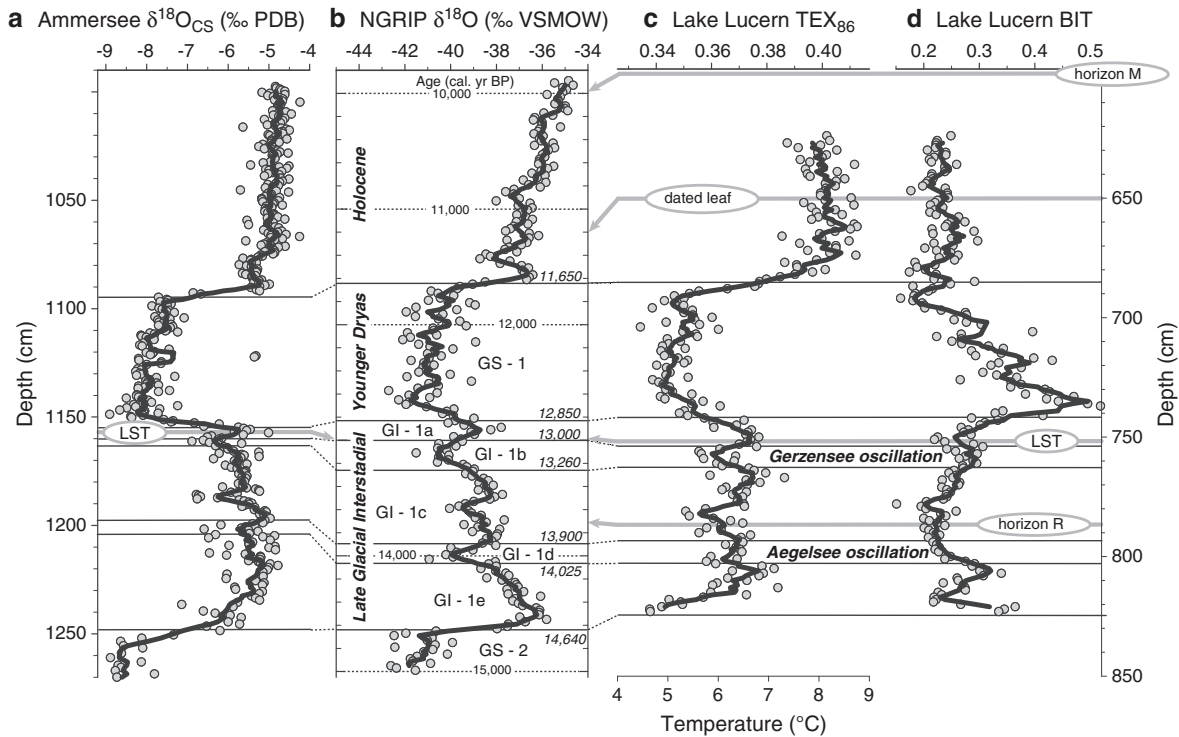 a Ammersee δ¹⁸O_CS (‰ PDB)
b NGRIP δ¹⁸O (‰ VSMOW)
c Lake Lucern TEX₈₆
d Lake Lucern BIT
-9 -8 -7 -6 -5 -4
-44 -42 -40 -38 -36 -34
0.34 0.36 0.38 0.40
0.2 0.3 0.4 0.5
Age (cal. yr BP)
horizon M
10,000
Holocene
1050
11,000
dated leaf
650
11,650
1100
12,000
700
Younger Dryas
GS - 1
Depth (cm)
Depth (cm)
1150
12,850
LST
GI - 1a
13,000
LST
750
GI - 1b
Gerzensee oscillation
13,260
Late Glacial Interstadial
GI - 1c
1200
horizon R
13,900
14,000
GI - 1d
Aegelsee oscillation
800
14,025
GI - 1e
1250
14,640
GS - 2
15,000
850
4 5 6 7 8 9
Temperature (°C)